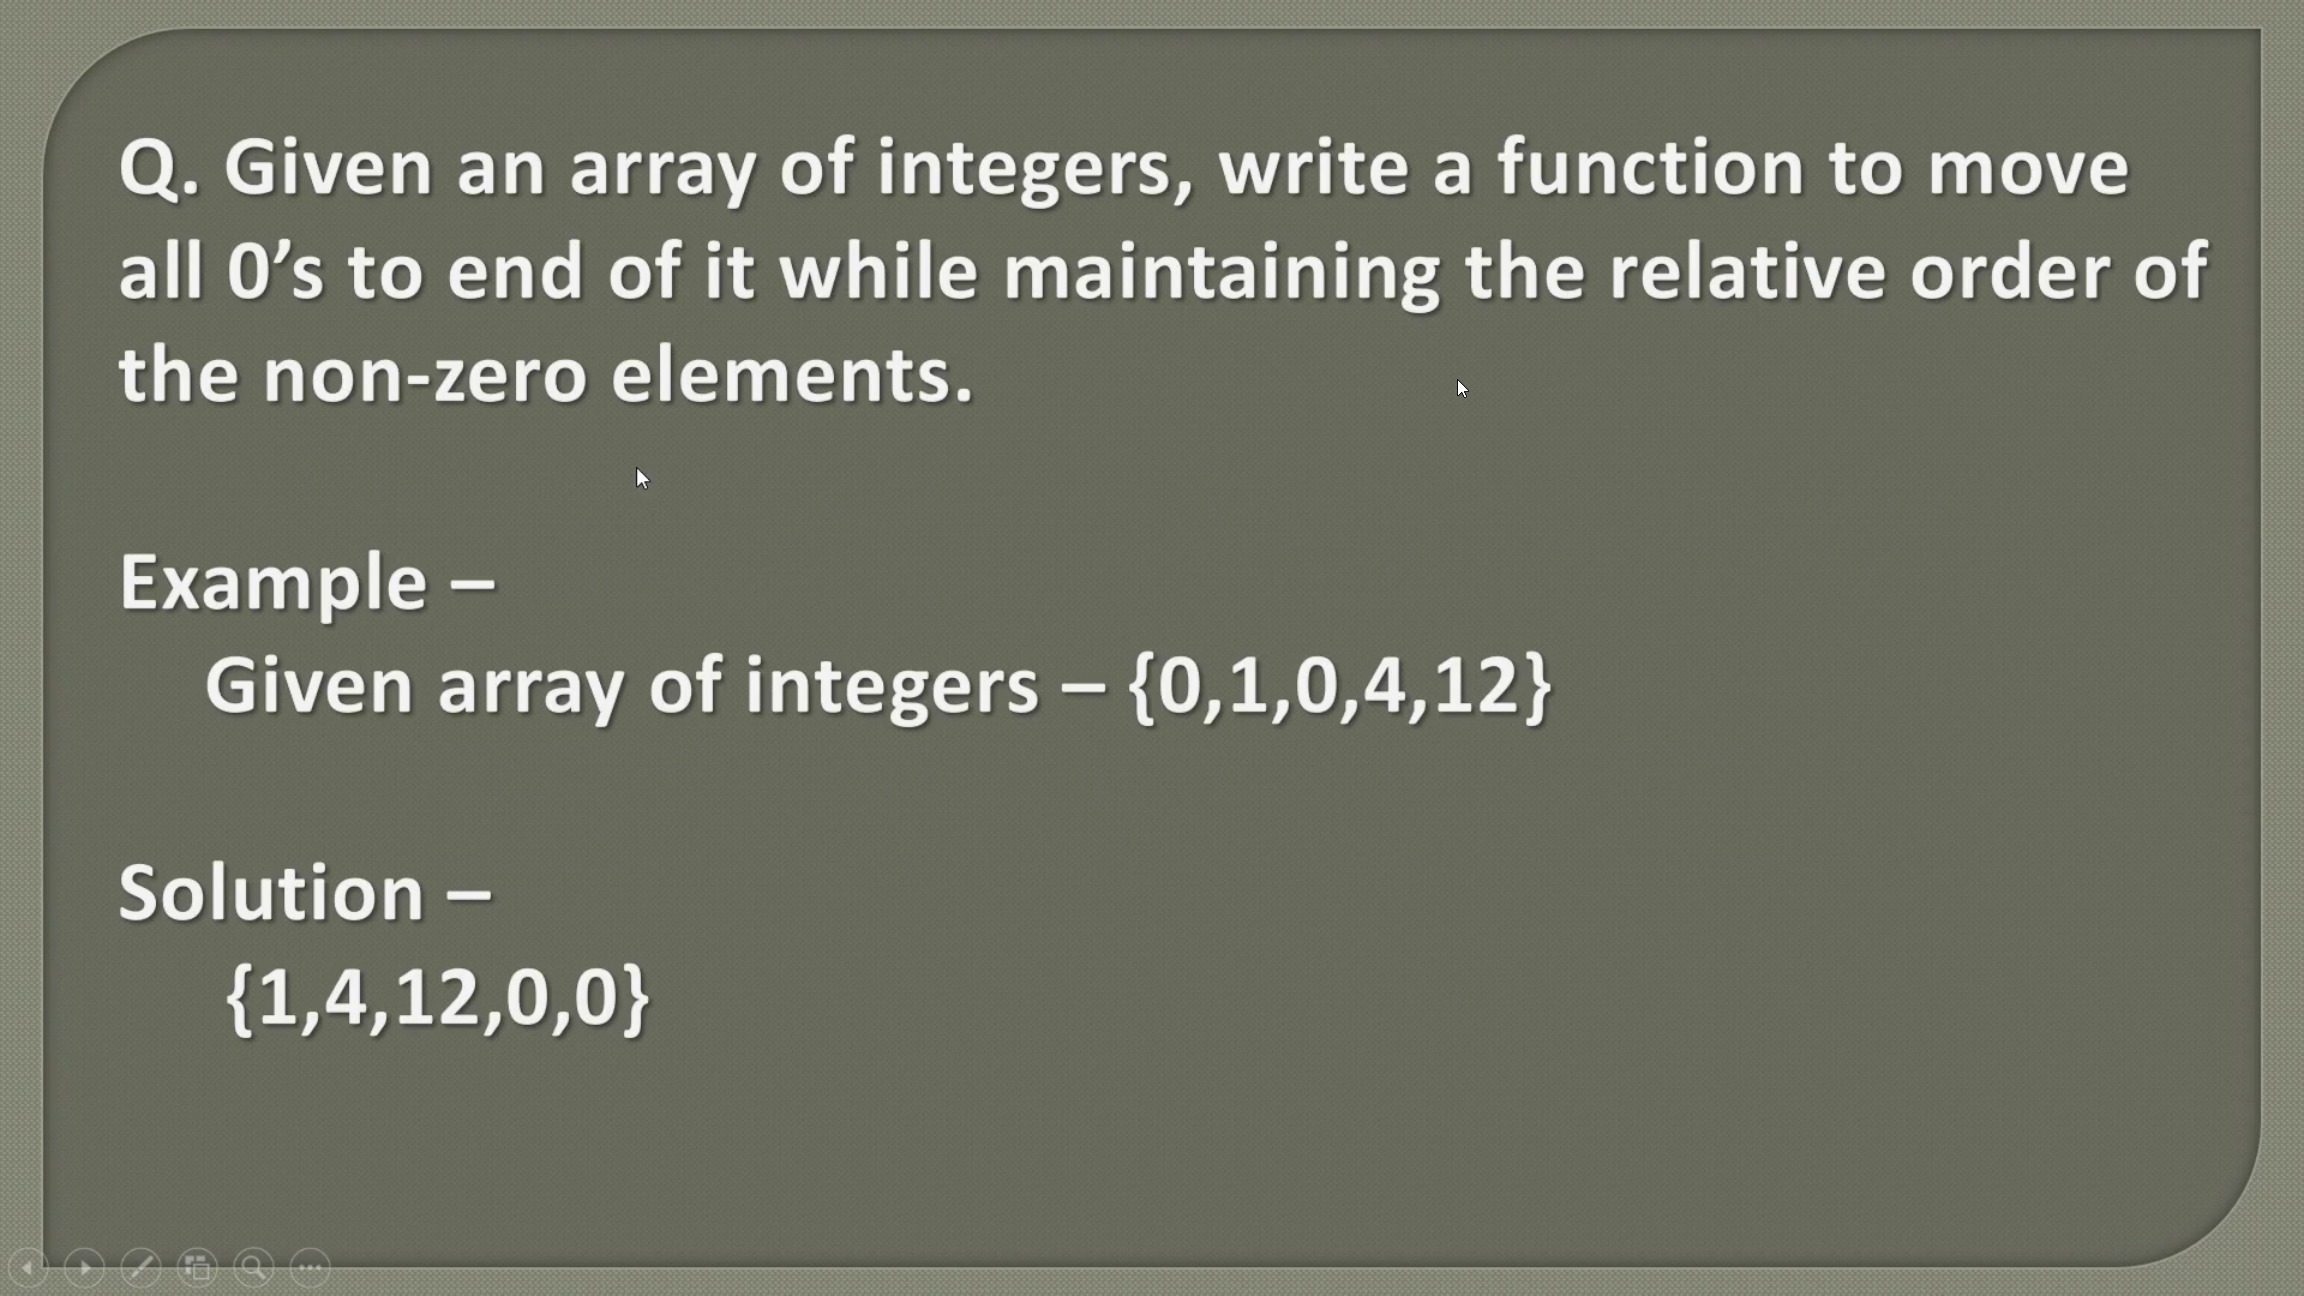 Q. Given an array of integers, write a function to move
all 0’s to end of it while maintaining the relative order of
the non-zero elements.
Example –
Given array of integers – {0,1,0,4,12}
Solution –
{1,4,12,0,0}